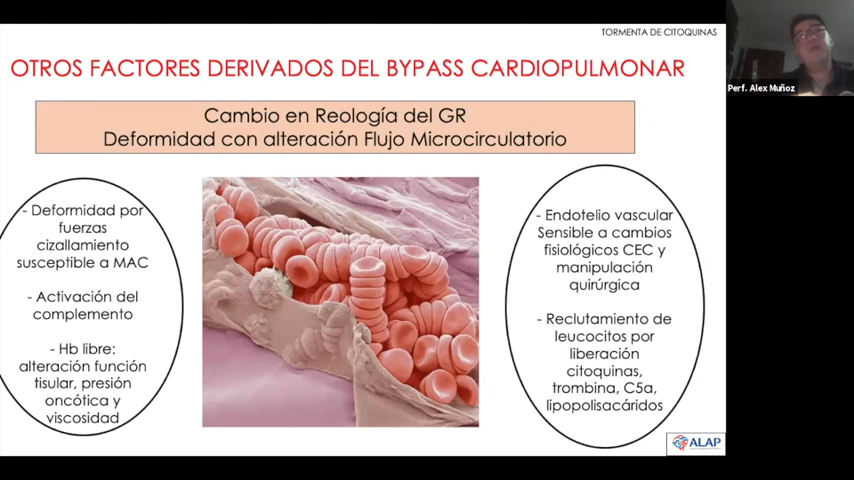 TORMENTA DE CITOQUINAS
OTROS FACTORES DERIVADOS DEL BYPASS CARDIOPULMONAR
Cambio en Reología del GR
Deformidad con alteración Flujo Microcirculatorio
- Deformidad por
fuerzas
cizallamiento
susceptible a MAC
- Activación del
complemento
- Hb libre:
alteración función
tisular, presión
oncótica y
viscosidad
- Endotelio vascular
Sensible a cambios
fisiológicos CEC y
manipulación
quirúrgica
- Reclutamiento de
leucocitos por
liberación
citoquinas,
trombina, C5a,
lipopolisacáridos
ALAP
Perf. Alex Muñoz